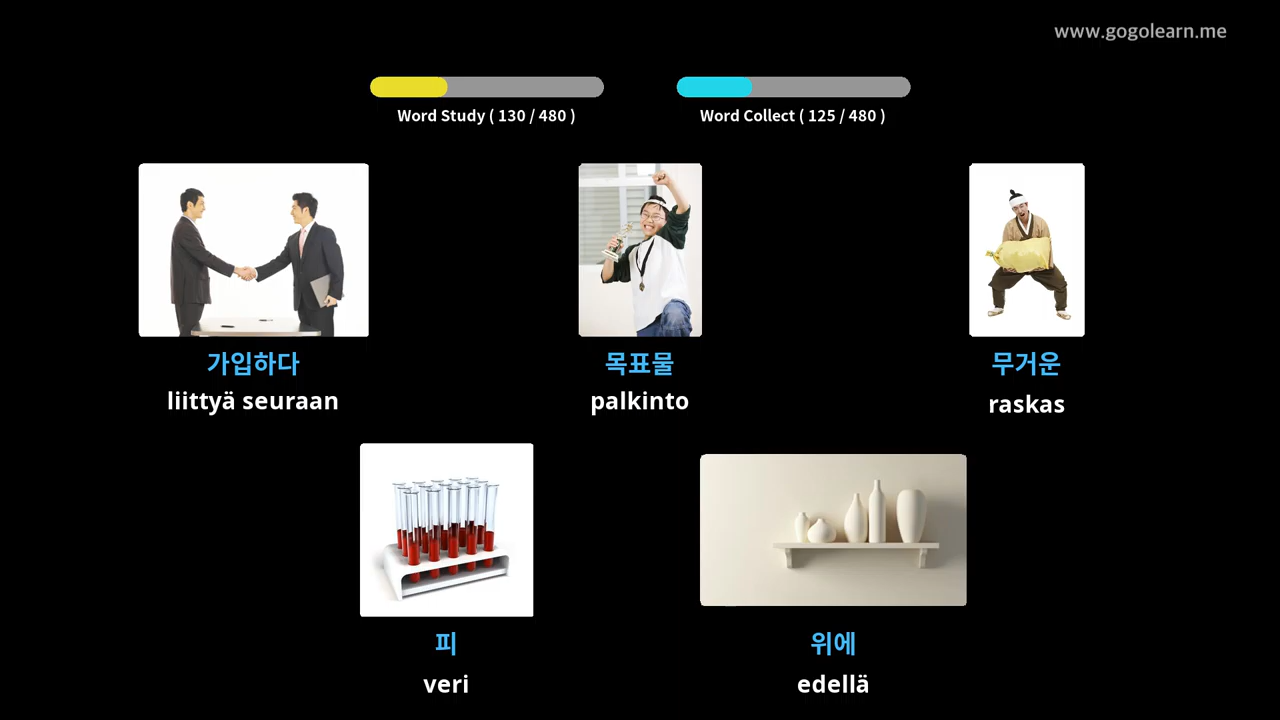 www.gogolearn.me
Word Study ( 130 / 480 )
Word Collect ( 125 / 480 )
가입하다
liittyä seuraan
목표물
palkinto
무거운
raskas
피
veri
위에
edellä